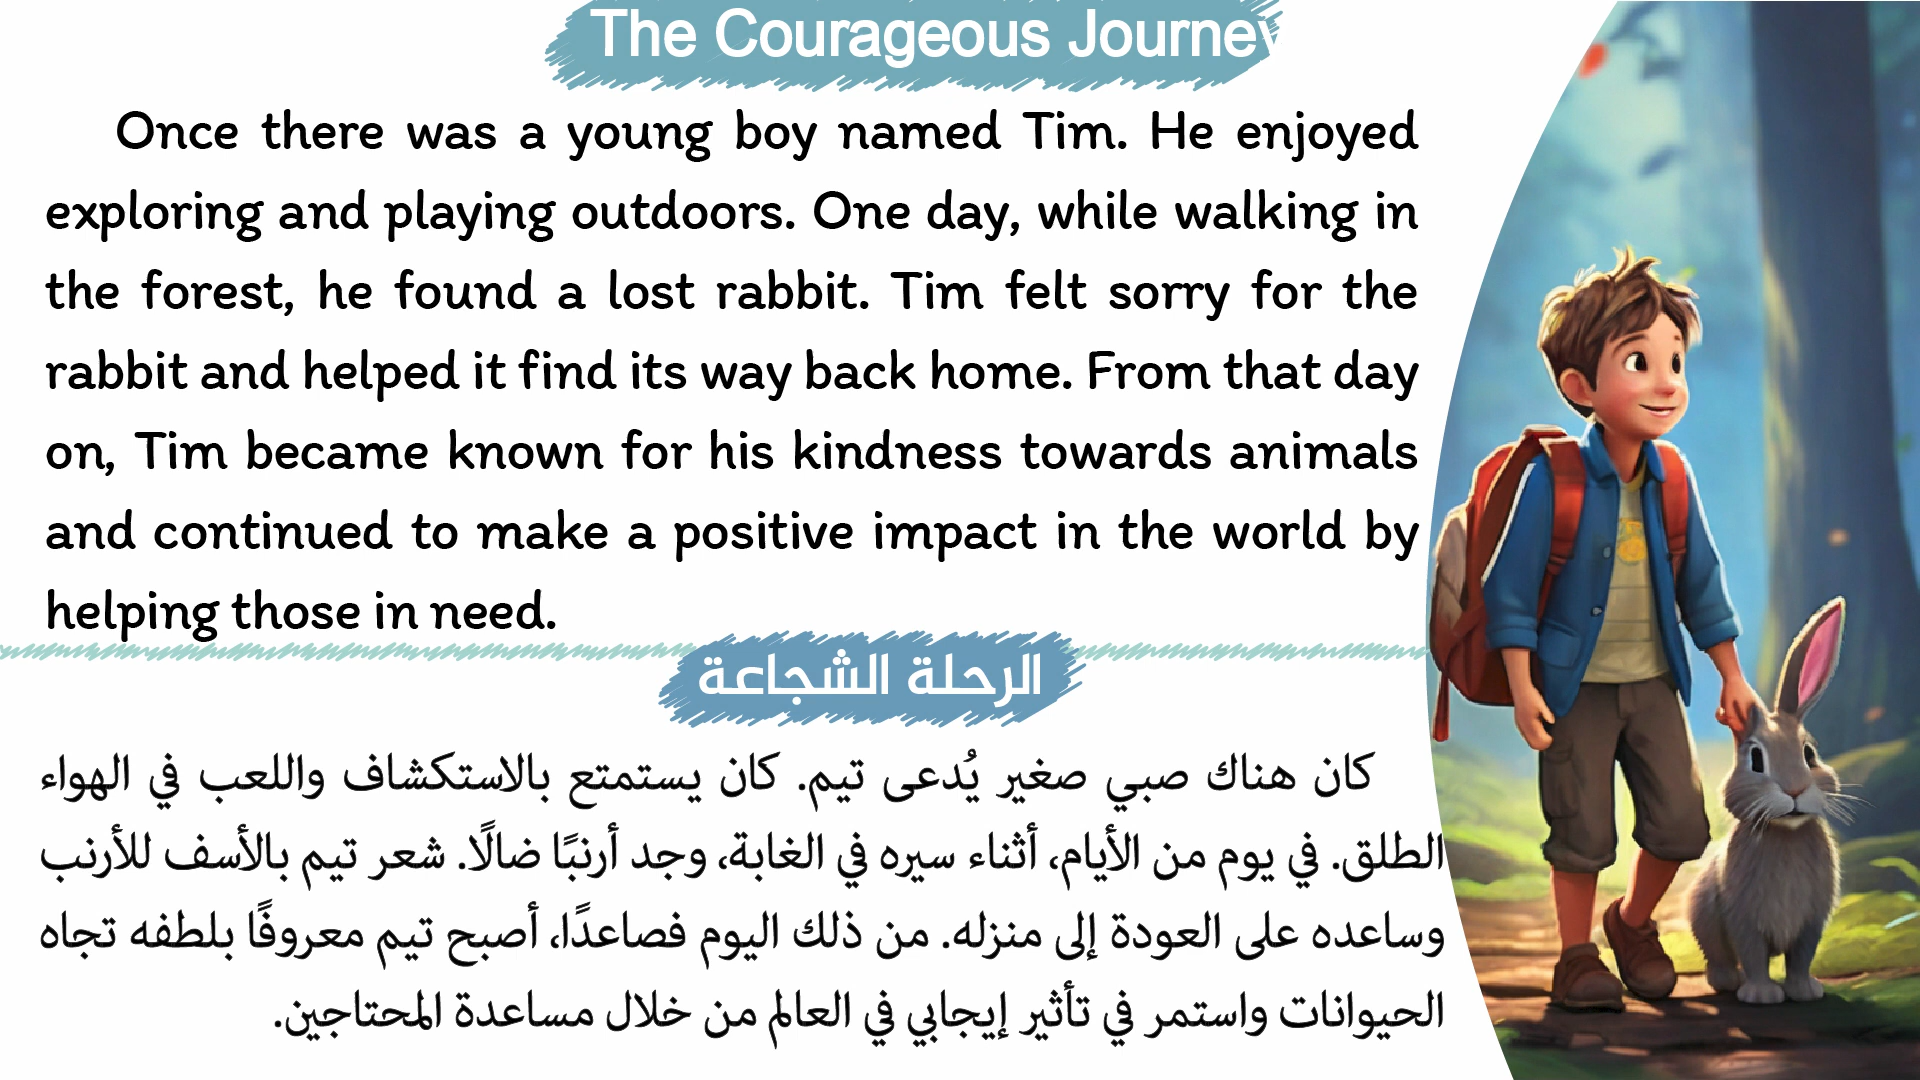 The Courageous Journey
Once there was a young boy named Tim. He enjoyed
exploring and playing outdoors. One day, while walking in
the forest, he found a lost rabbit. Tim felt sorry for the
rabbit and helped it find its way back home. From that day
on, Tim became known for his kindness towards animals
and continued to make a positive impact in the world by
helping those in need.
الرحلة الشجاعة
كان هناك صبي صغير يُدعى تيم. كان يستمتع بالاستكشاف واللعب في الهواء
الطلق. في يوم من الأيام، أثناء سيره في الغابة، وجد أرنبًا ضالًا. شعر تيم بالأسف للأرنب
وساعده على العودة إلى منزله. من ذلك اليوم فصاعدًا، أصبح تيم معروفًا بلطفه تجاه
الحيوانات واستمر في تأثير إيجابي في العالم من خلال مساعدة المحتاجين.